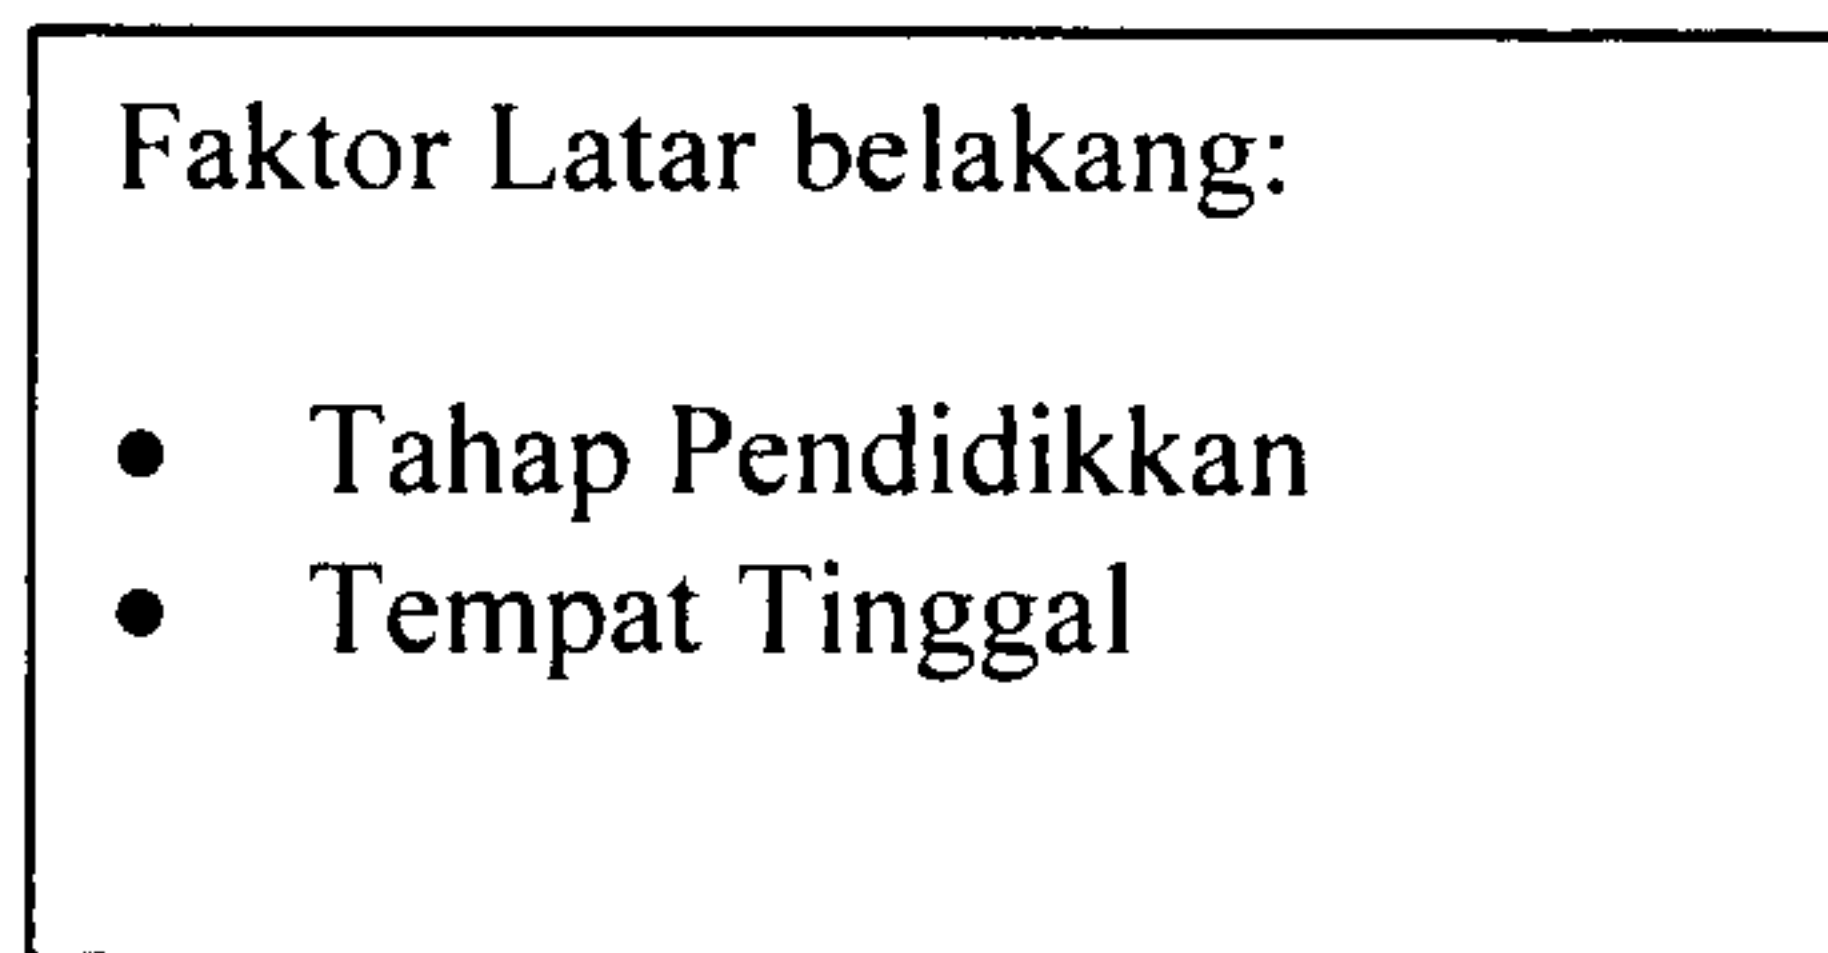 Faktor Latar belakang:
• Tahap Pendidikkan
• Tempat Tinggal